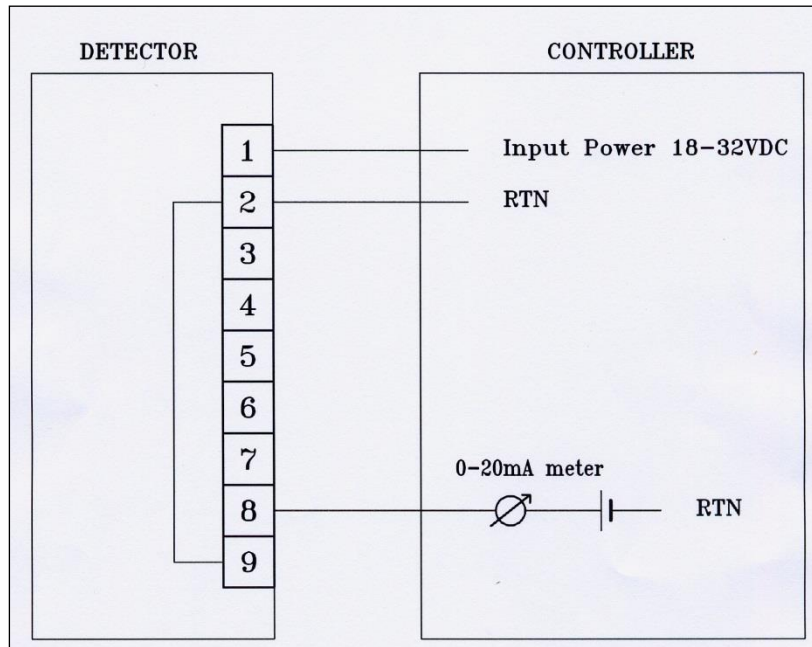 DETECTOR
CONTROLLER
1
Input Power 18-32VDC
2
RTN
3
4
5
6
7
0-20mA meter
8
RTN
9